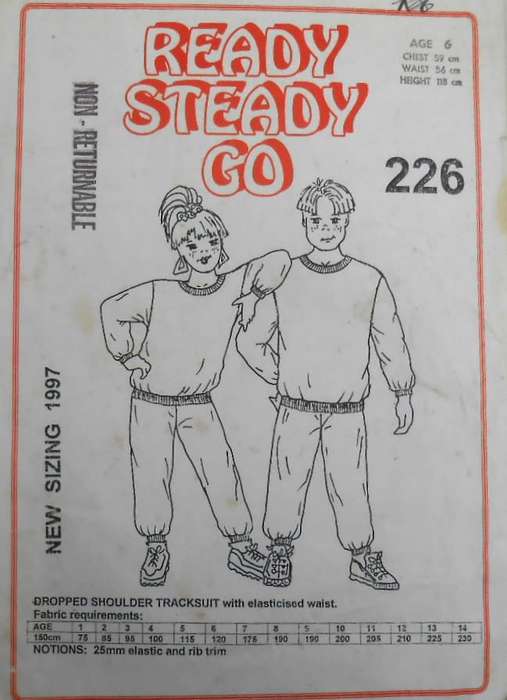 READY
STEADY
GO
AGE 6
CHEST 59 cm
WAIST 56 cm
HEIGHT 118 cm
226
NON - RETURNABLE
NEW SIZING 1997
DROPPED SHOULDER TRACKSUIT with elasticised waist.
Fabric requirements:
AGE 1 2 3 4 5 6 7 8 9 10 11 12 13 14
150cm 75 85 95 100 115 120 175 190 190 200 205 210 225 230
NOTIONS: 25mm elastic and rib trim